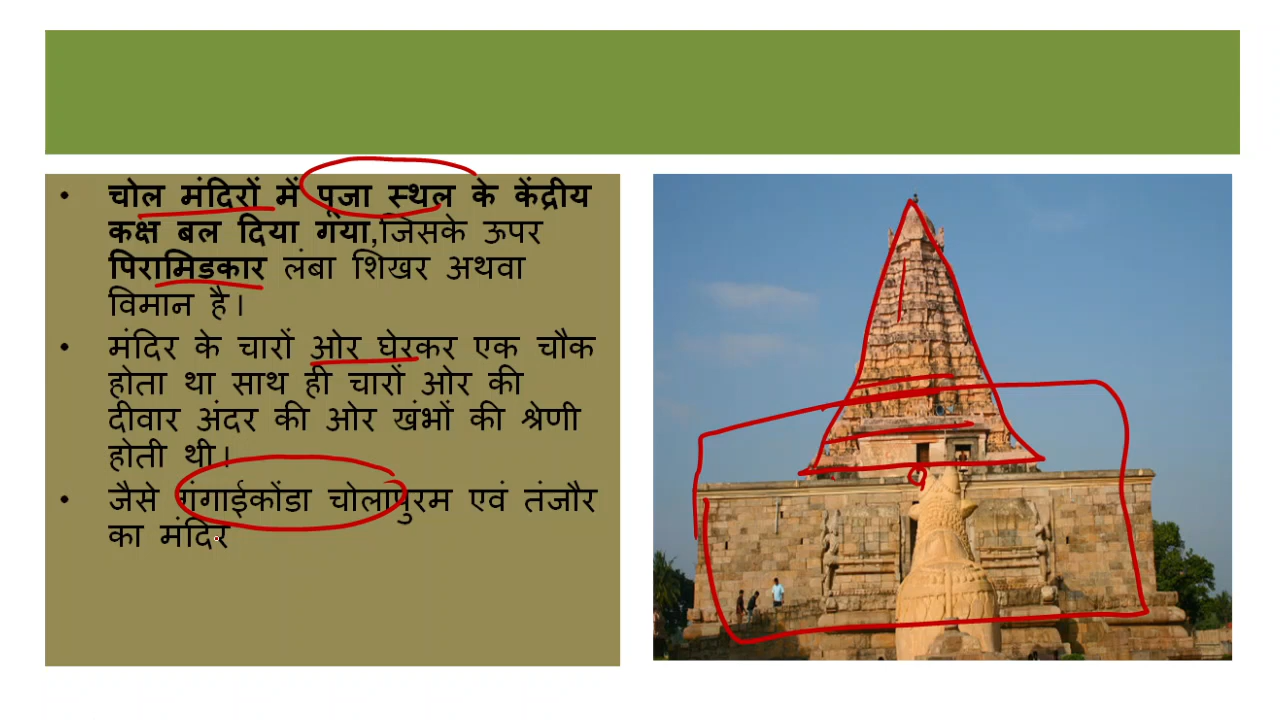 चोल मंदिरों में पूजा स्थल के केंद्रीय
कक्ष बल दिया गया,जिसके ऊपर
पिरामिडकार लंबा शिखर अथवा
विमान है।
मंदिर के चारों ओर घेरकर एक चौक
होता था साथ ही चारों ओर की
दीवार अंदर की ओर खंभों की श्रेणी
होती थी।
जैसे गंगाईकोंडा चोलापुरम एवं तंजौर
का मंदिर